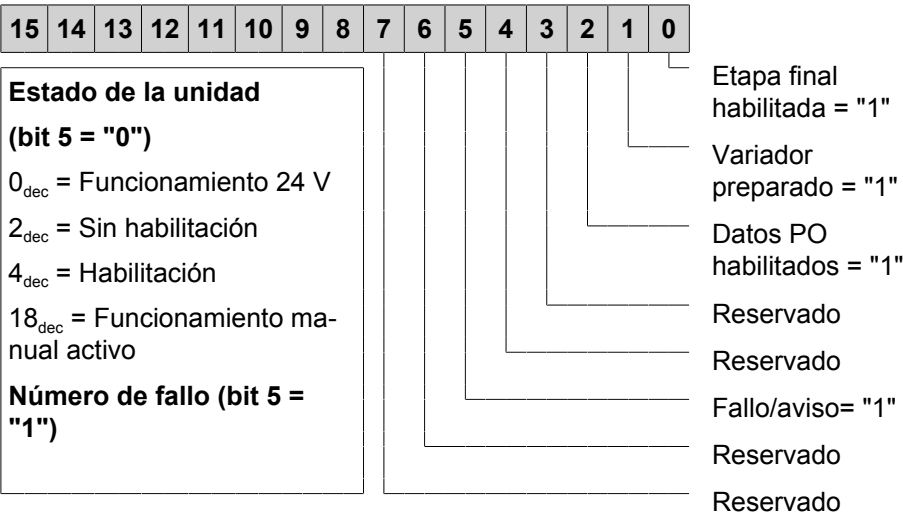 15 14 13 12 11 10 9 8 7 6 5 4 3 2 1 0
Estado de la unidad
(bit 5 = "0")
0dec = Funcionamiento 24 V
2dec = Sin habilitación
4dec = Habilitación
18dec = Funcionamiento ma-
nual activo
Número de fallo (bit 5 =
"1")
Etapa final
habilitada = "1"
Variador
preparado = "1"
Datos PO
habilitados = "1"
Reservado
Reservado
Fallo/aviso= "1"
Reservado
Reservado